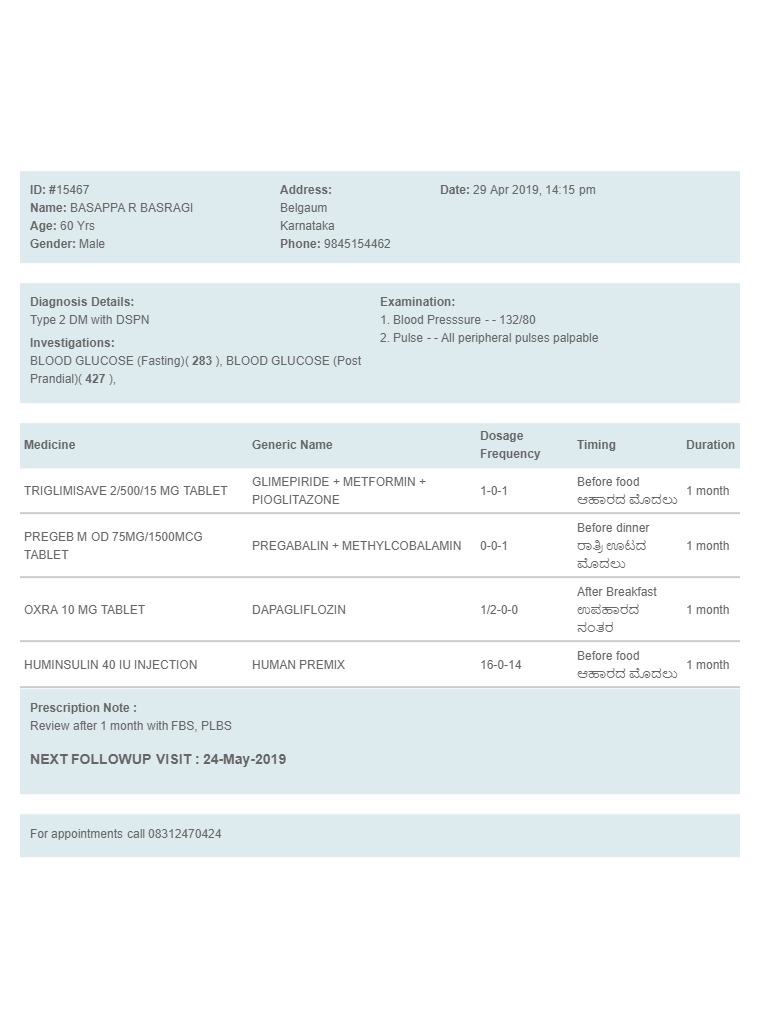 ID: #15467
Name: BASAPPA R BASRAGI
Age: 60 Yrs
Gender: Male
Address:
Belgaum
Karnataka
Phone: 9845154462
Date: 29 Apr 2019, 14:15 pm
Diagnosis Details:
Type 2 DM with DSPN
Investigations:
BLOOD GLUCOSE (Fasting)( 283 ), BLOOD GLUCOSE (Post
Prandial)( 427 ),
Examination:
1. Blood Presssure - - 132/80
2. Pulse - - All peripheral pulses palpable
Medicine Generic Name Dosage Frequency Timing Duration
TRIGLIMISAVE 2/500/15 MG TABLET
GLIMEPIRIDE + METFORMIN +
PIOGLITAZONE
1-0-1
Before food
ಆಹಾರದ ಮೊದಲು
1 month
PREGEB M OD 75MG/1500MCG
TABLET
PREGABALIN + METHYLCOBALAMIN
0-0-1
Before dinner
ರಾತ್ರಿ ಊಟದ
ಮೊದಲು
1 month
OXRA 10 MG TABLET
DAPAGLIFLOZIN
1/2-0-0
After Breakfast
ಉಪಹಾರದ
ನಂತರ
1 month
HUMINSULIN 40 IU INJECTION
HUMAN PREMIX
16-0-14
Before food
ಆಹಾರದ ಮೊದಲು
1 month
Prescription Note :
Review after 1 month with FBS, PLBS
NEXT FOLLOWUP VISIT : 24-May-2019
For appointments call 08312470424